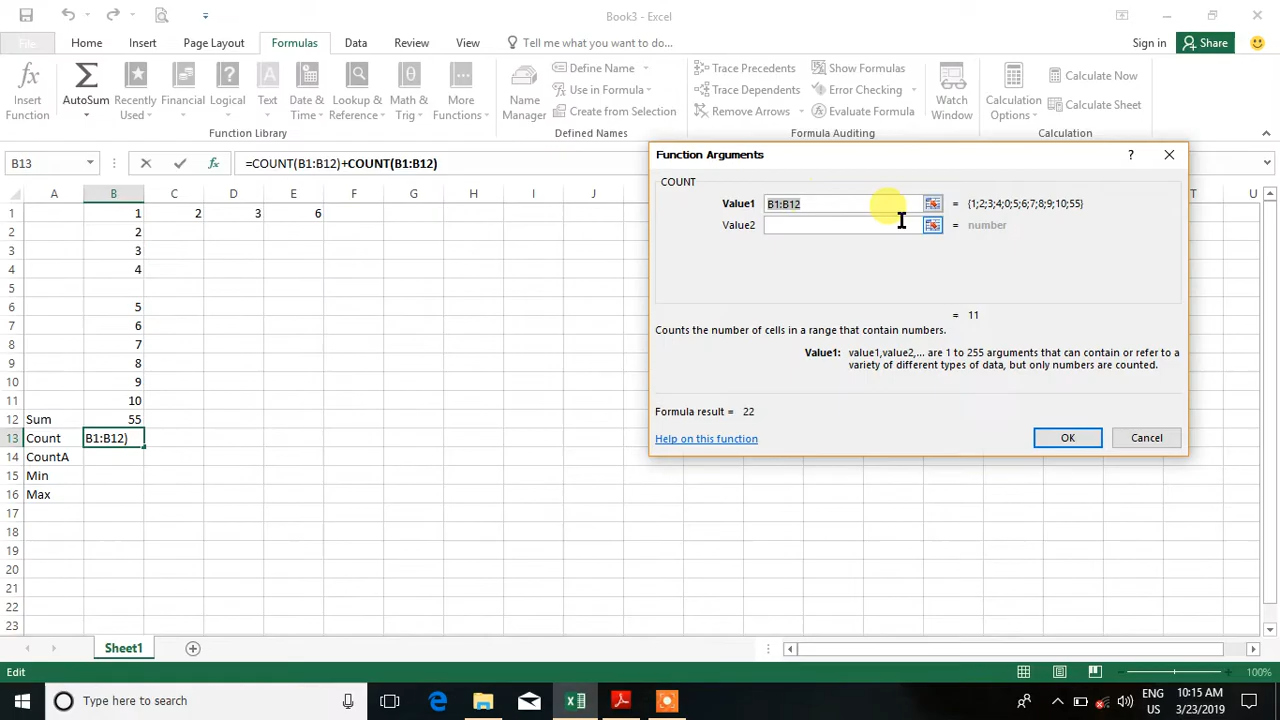 Book3 - Excel
File Home Insert Page Layout Formulas Data Review View Tell me what you want to do... Sign in Share
Insert Function
AutoSum
Recently Used
Financial
Logical
Text
Date & Time
Lookup & Reference
Math & Trig
More Functions
Function Library
Name Manager
Define Name
Use in Formula
Create from Selection
Defined Names
Trace Precedents
Trace Dependents
Remove Arrows
Show Formulas
Error Checking
Evaluate Formula
Formula Auditing
Watch Window
Calculation Options
Calculate Now
Calculate Sheet
Calculation
B13 fx =COUNT(B1:B12)+COUNT(B1:B12)
A B C D E F G H I J T U
1 1 2 3 6
2 2
3 3
4 4
6 5
7 6
8 7
9 8
10 9
11 10
12 Sum 55
13 Count B1:B12)
14 CountA
15 Min
16 Max
17
18
19
20
21
22
23
Function Arguments ?
COUNT
Value1 B1:B12 = {1;2;3;4;0;5;6;7;8;9;10;55}
Value2 = number
= 11
Counts the number of cells in a range that contain numbers.
Value1: value1,value2,... are 1 to 255 arguments that can contain or refer to a
variety of different types of data, but only numbers are counted.
Formula result = 22
Help on this function
OK Cancel
Sheet1
Edit 100%
Type here to search
ENG
US
10:15 AM
3/23/2019